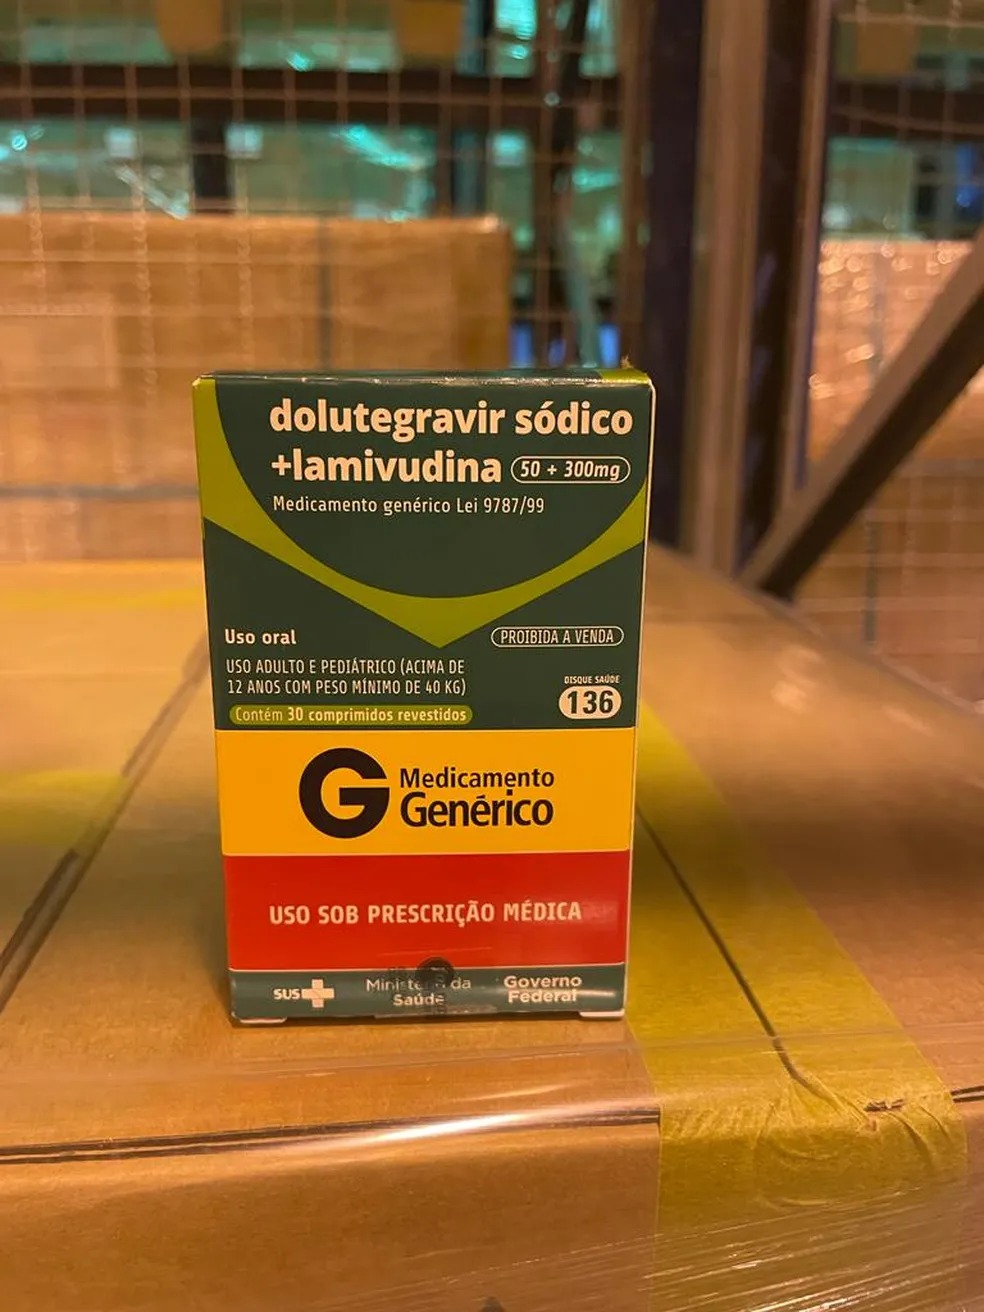 dolutegravir sódico
+lamivudina 50 + 300mg
Medicamento genérico Lei 9787/99
Uso oral
PROIBIDA A VENDA
USO ADULTO E PEDIÁTRICO (ACIMA DE
12 ANOS COM PESO MÍNIMO DE 40 KG)
Contém 30 comprimidos revestidos
DISQUE SAÚDE
136
G Medicamento
Genérico
USO SOB PRESCRIÇÃO MÉDICA
SUS
Ministério da
Saúde
Governo
Federal